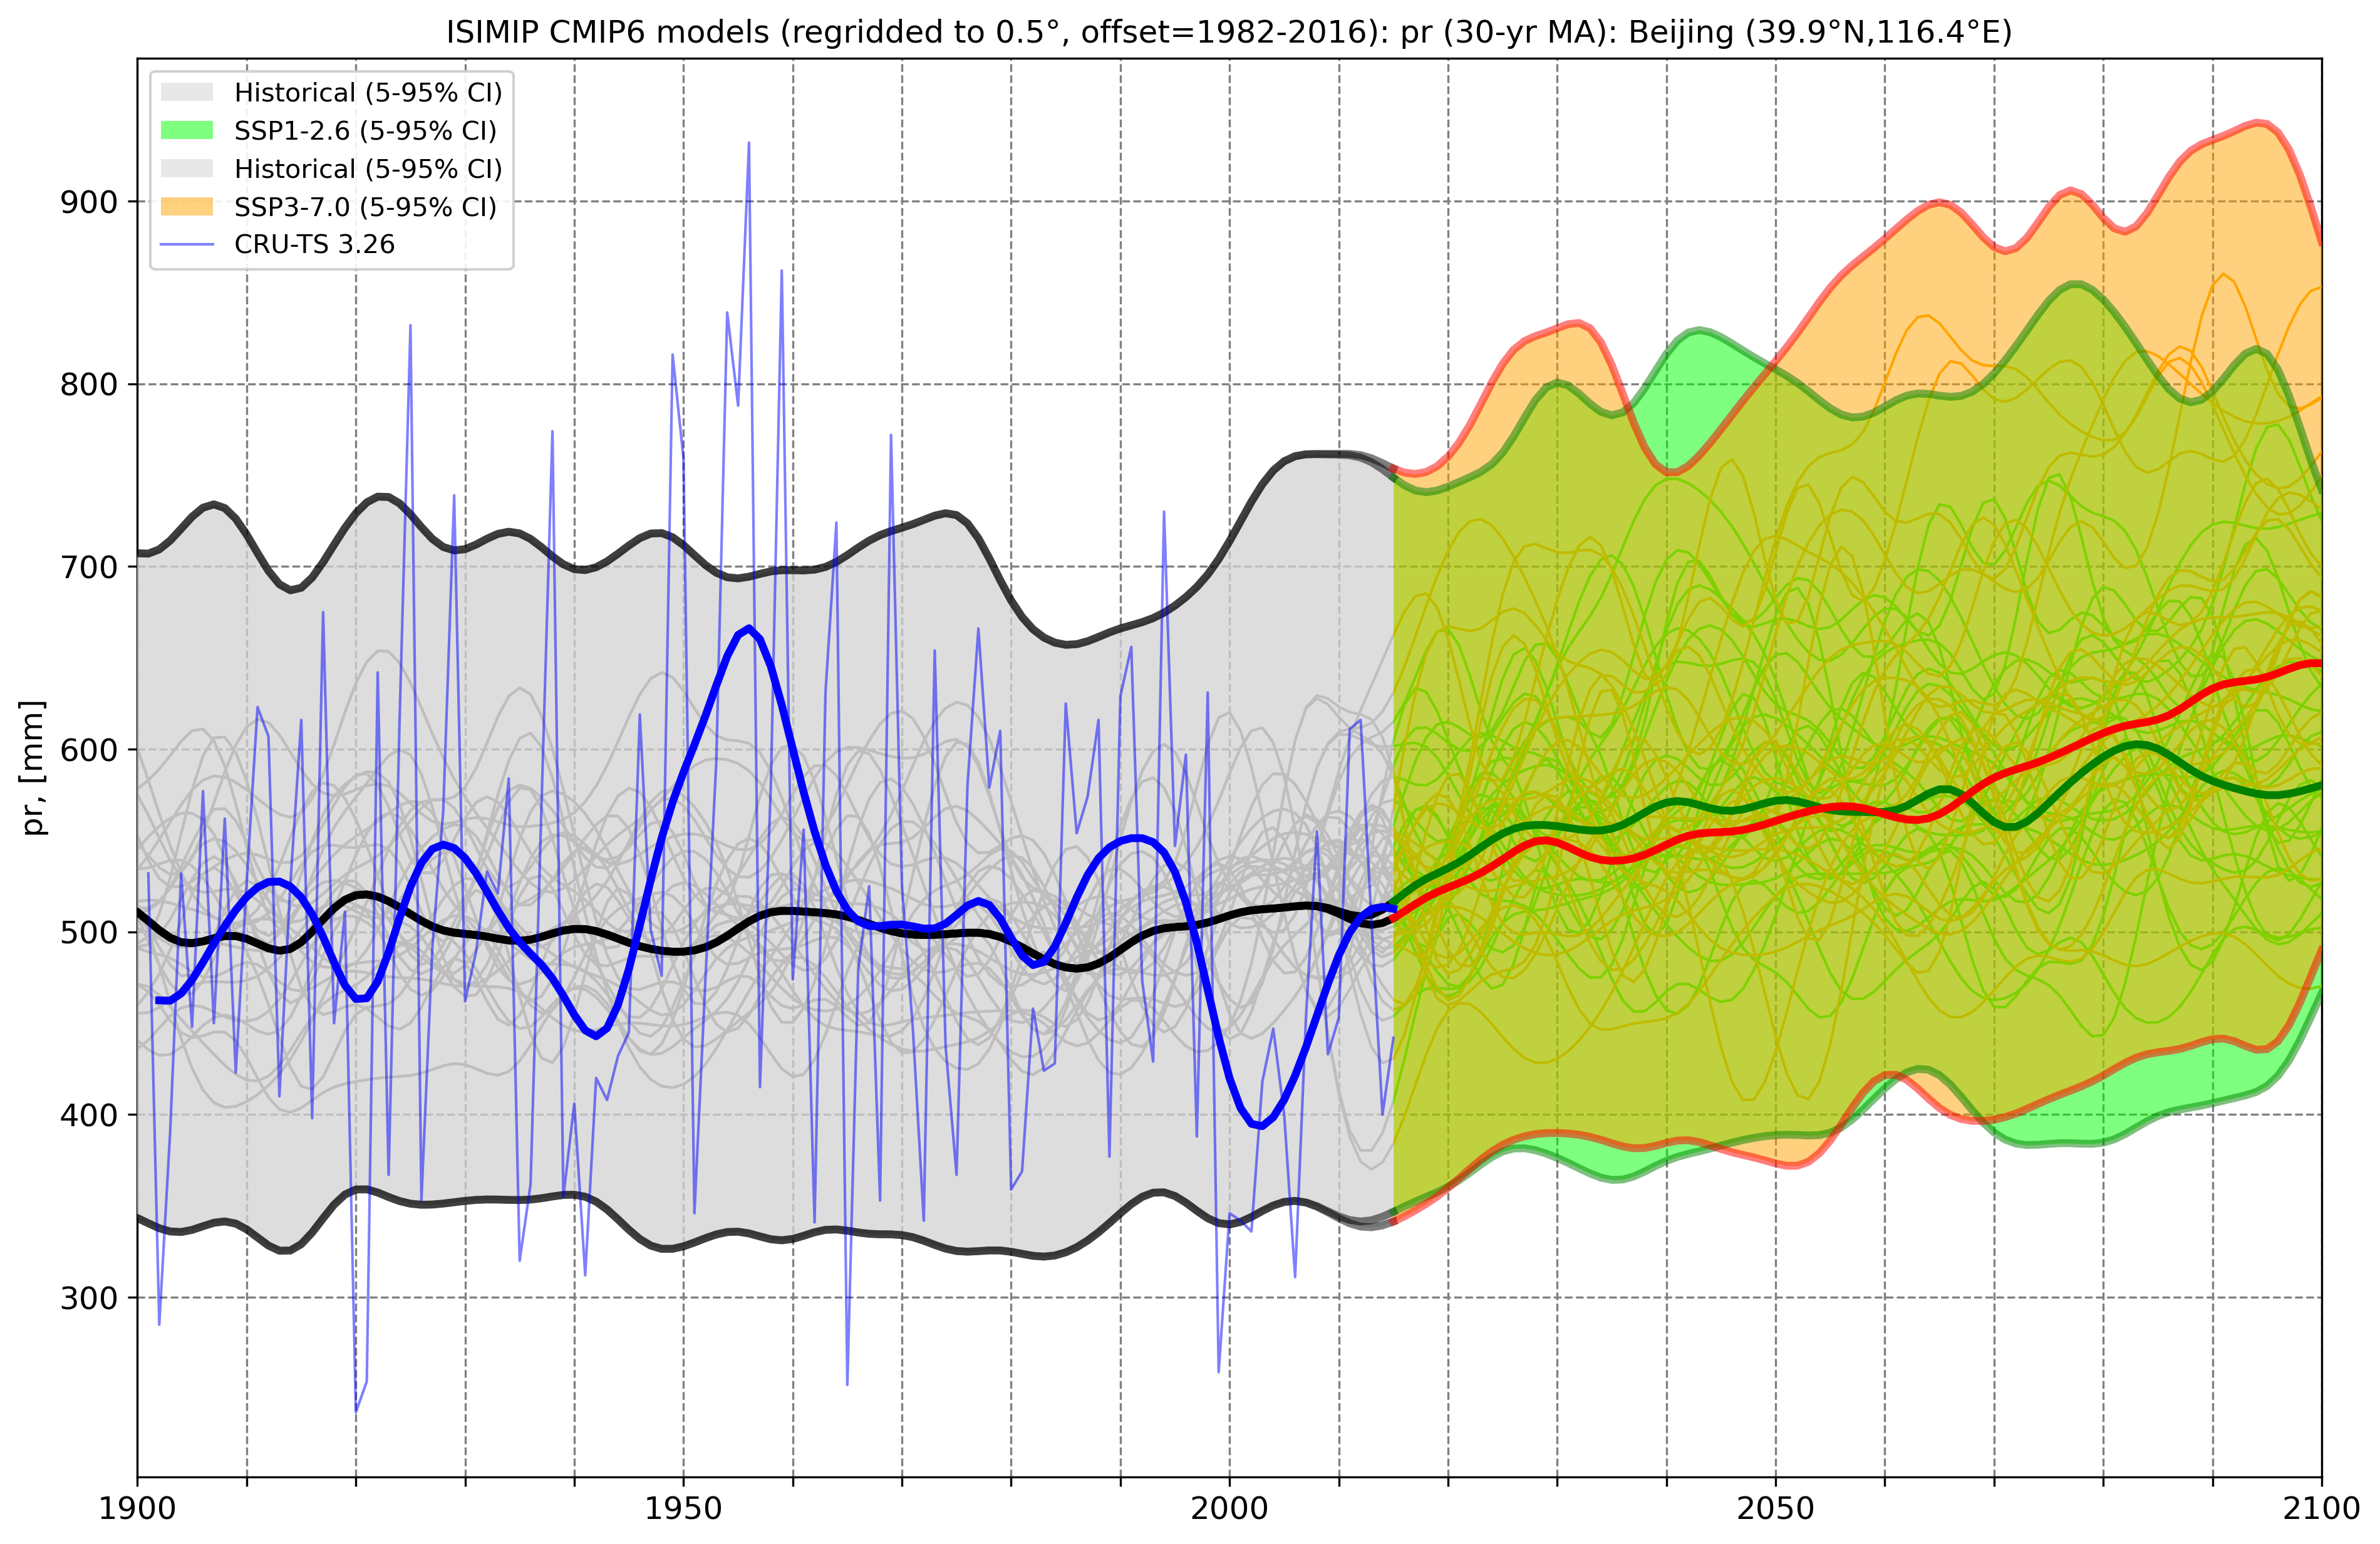 ISIMIP CMIP6 models (regridded to 0.5°, offset=1982-2016): pr (30-yr MA): Beijing (39.9°N,116.4°E)
Historical (5-95% CI)
SSP1-2.6 (5-95% CI)
Historical (5-95% CI)
SSP3-7.0 (5-95% CI)
CRU-TS 3.26
900
800
700
600
500
400
300
pr, [mm]
1900
1950
2000
2050
2100